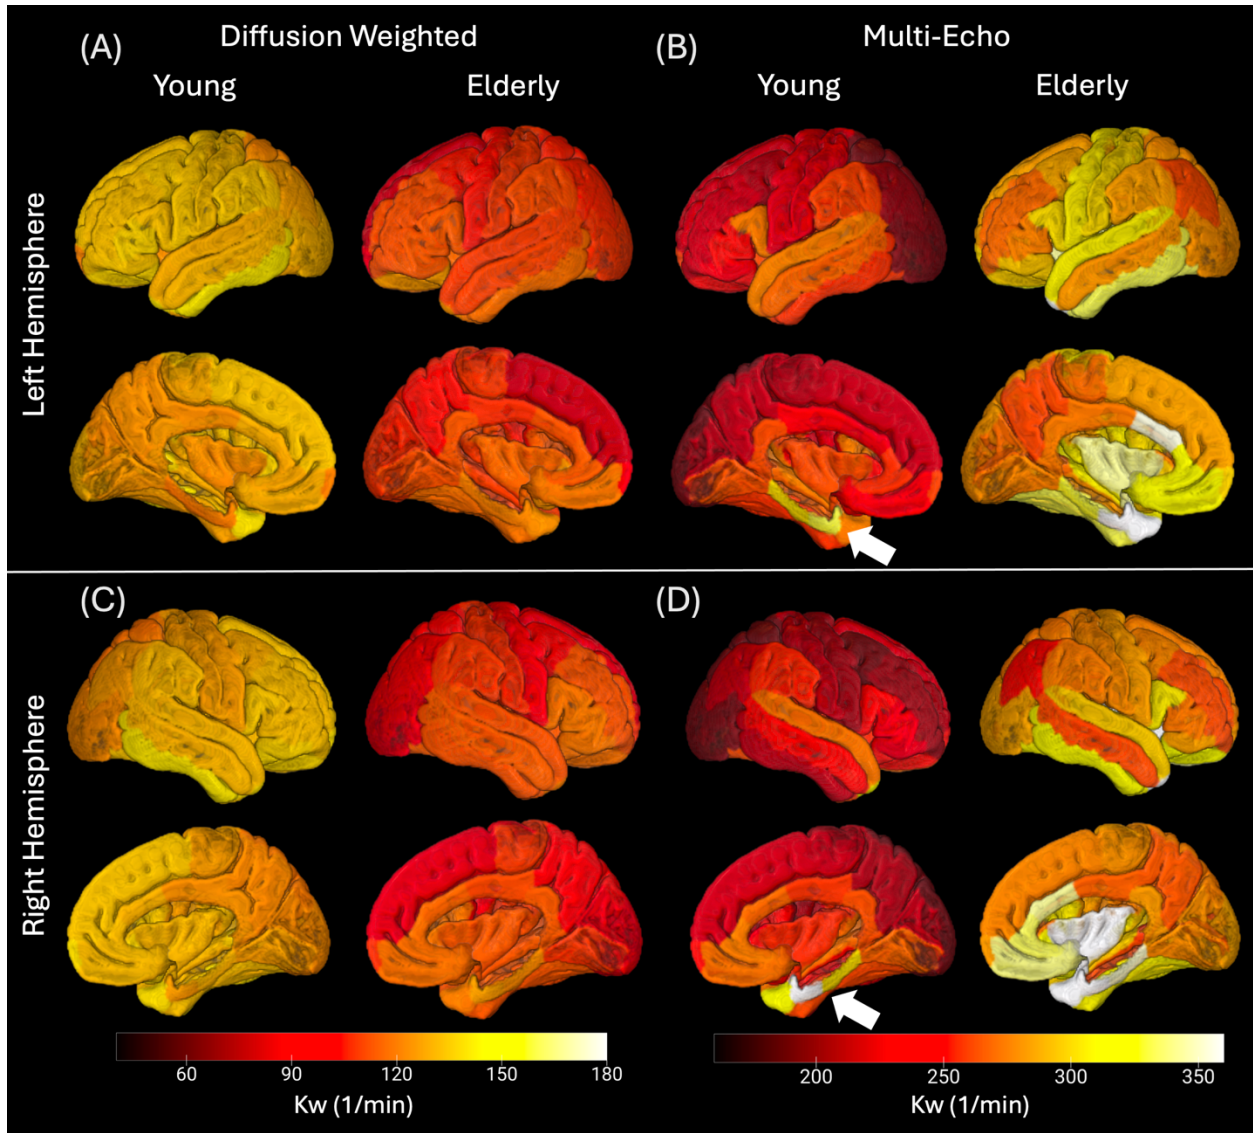 (A) Diffusion Weighted
Young Elderly
(B) Multi-Echo
Young Elderly
Left Hemisphere
(C)
(D)
Right Hemisphere
60 90 120 150 180
Kw (1/min)
200 250 300 350
Kw (1/min)